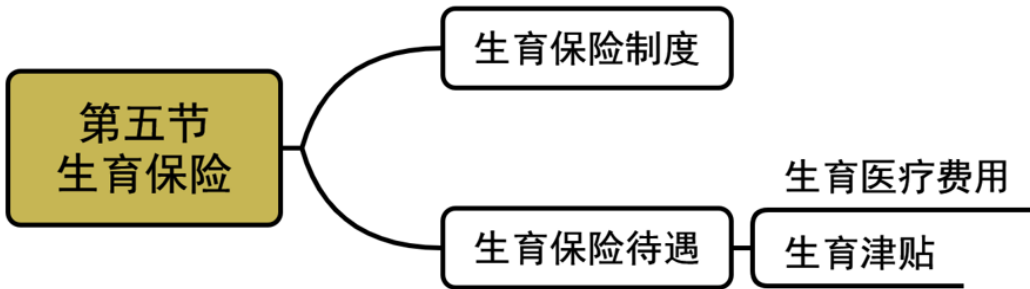 第五节
生育保险
生育保险制度
生育保险待遇
生育医疗费用
生育津贴